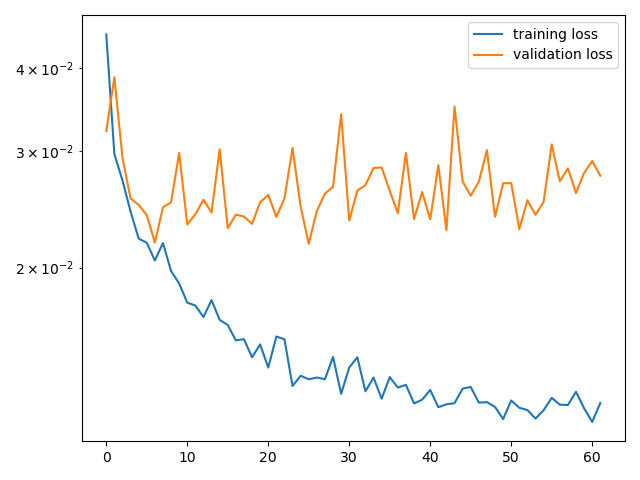 training loss
validation loss
4 × 10⁻²
3 × 10⁻²
2 × 10⁻²
0 10 20 30 40 50 60